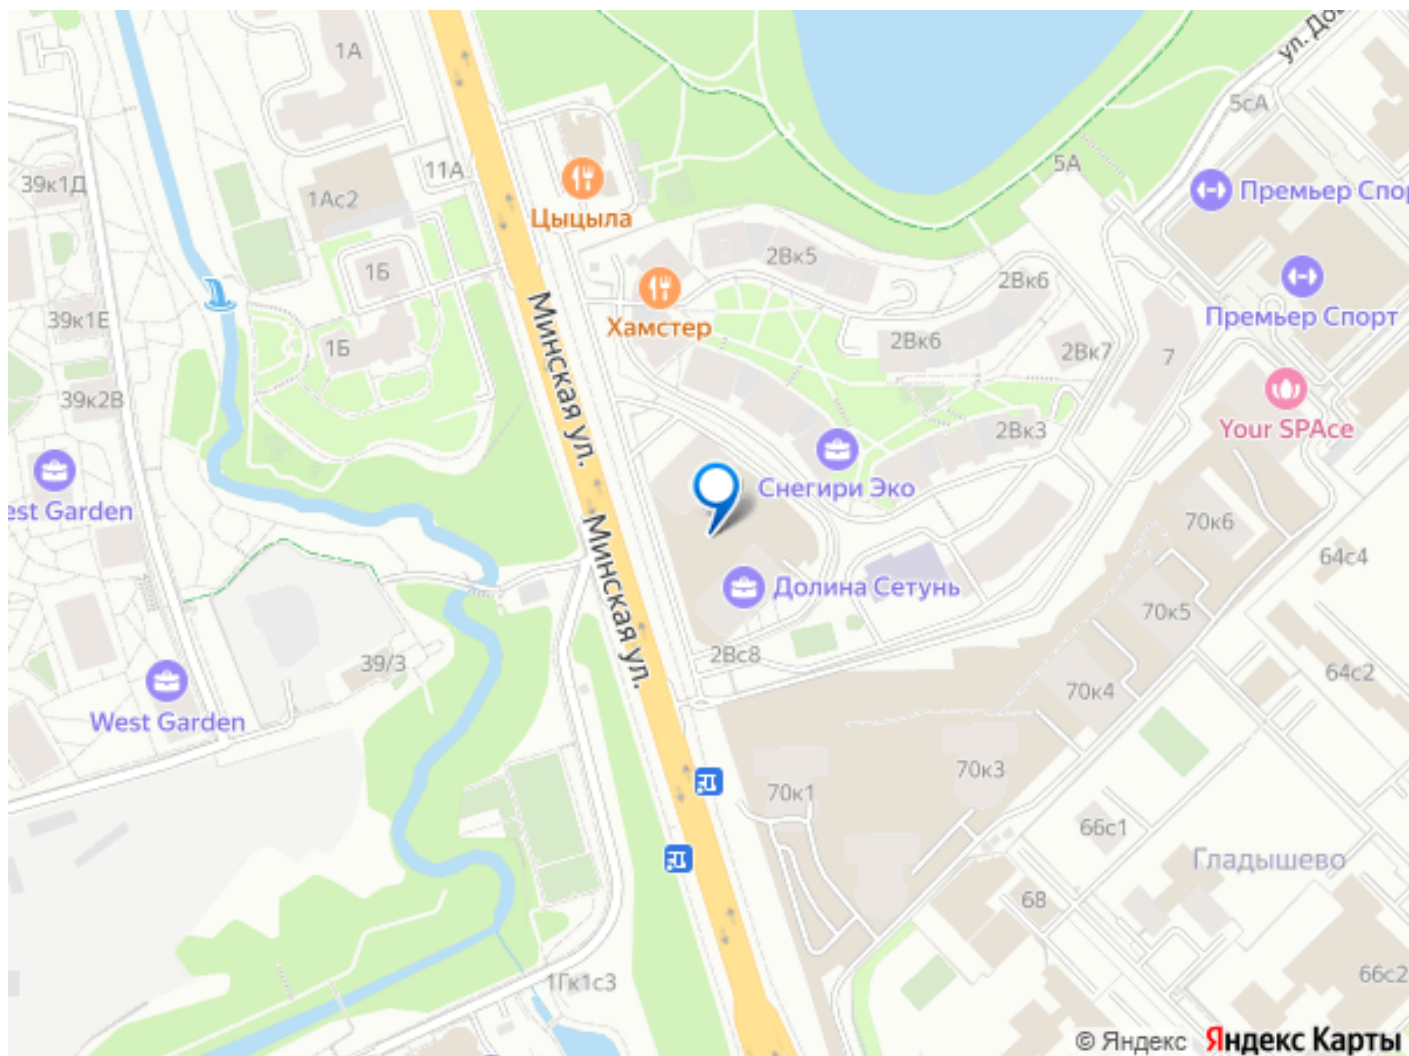 1А
ул. Дов
5сА
11А
5А
39к1Д
1Ас2
Премьер Спор
Цыцыла
2Вк5
1Б
2Вк6
Хамстер
Премьер Спорт
39к1Е
1Б
2Вк6
2Вк7
7
Минская ул.
39к2В
Your SPAce
2Вк3
Снегири Эко
est Garden
70к6
Минская ул.
64с4
Долина Сетунь
70к5
2Вс8
39/3
64с2
70к4
West Garden
70к3
70к1
66с1
Гладышево
68
66с2
1Гк1с3
© Яндекс Яндекс Карты